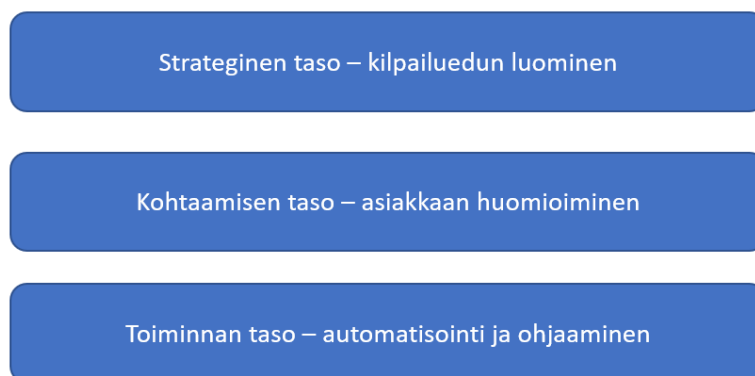 Strateginen taso – kilpailuedun luominen
Kohtaamisen taso – asiakkaan huomioiminen
Toiminnan taso – automatisointi ja ohjaaminen